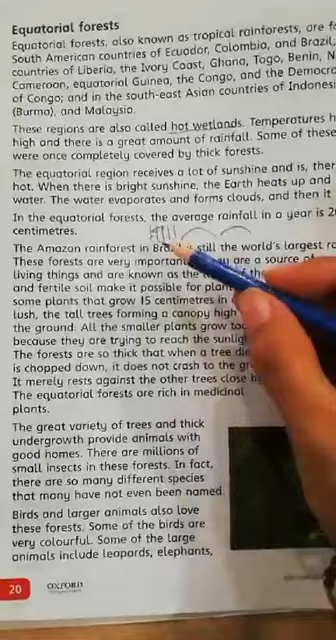 Equatorial forests
Equatorial forests, also known as tropical rainforests, are
South American countries of Ecuador, Colombia, and Brazil;
countries of Liberia, the Ivory Coast, Ghana, Togo, Benin,
Cameroon, equatorial Guinea, the Congo, and the
of Congo; and in the south-east Asian countries of
(Burma), and Malaysia.
These regions are also called hot wetlands. Temperatures
high and there is a great amount of rainfall. Some of these
were once completely covered by thick forests.
The equatorial region receives a lot of sunshine and is,
hot. When there is bright sunshine, the Earth heats up and
water. The water evaporates and forms clouds, and then it
In the equatorial forests, the average rainfall in a year is
centimetres.
The Amazon rainforest in still the world's largest
These forests are very important are a source of
living things and are known as the
and fertile soil make it possible for
some plants that grow 15 centimetres in
lush, the tall trees forming a canopy high
the ground. All the smaller plants grow
because they are trying to reach the
The forests are so thick that when a tree
is chopped down, it does not crash to the
It merely rests against the other trees close
The equatorial forests are rich in medicinal
plants.
The great variety of trees and thick
undergrowth provide animals with
good homes. There are millions of
small insects in these forests. In fact,
there are so many different species
that many have not even been named
Birds and larger animals also love
these forests. Some of the birds are
very colourful. Some of the large
animals include leopards, elephants,
20 OXFORD